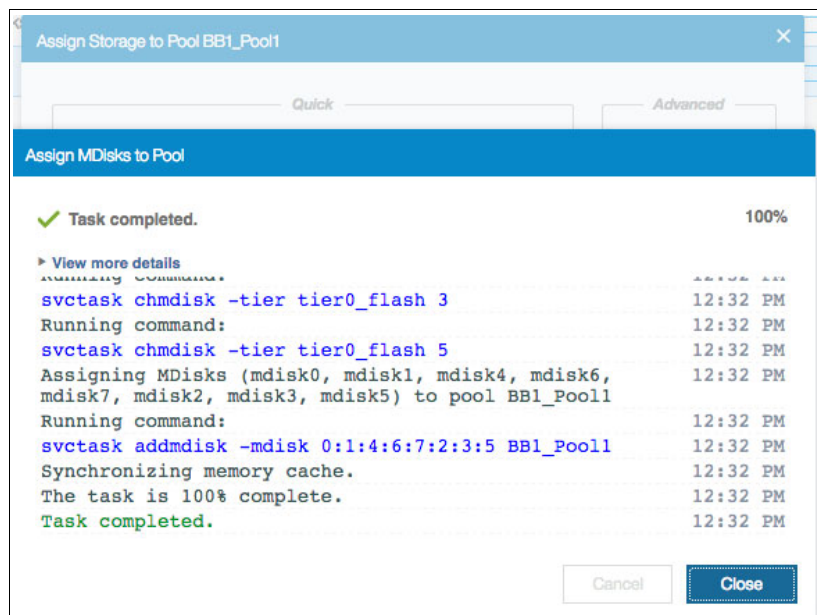 Assign Storage to Pool BB1_Pool1
Quick
Advanced
Assign MDisks to Pool
Task completed.
100%
View more details
Running command:
svctask chmdisk -tier tier0_flash 3 12:32 PM
Running command: 12:32 PM
svctask chmdisk -tier tier0_flash 5 12:32 PM
Assigning MDisks (mdisk0, mdisk1, mdisk4, mdisk6, 12:32 PM
mdisk7, mdisk2, mdisk3, mdisk5) to pool BB1_Pool1
Running command: 12:32 PM
svctask addmdisk -mdisk 0:1:4:6:7:2:3:5 BB1_Pool1 12:32 PM
Synchronizing memory cache. 12:32 PM
The task is 100% complete. 12:32 PM
Task completed. 12:32 PM
Cancel
Close